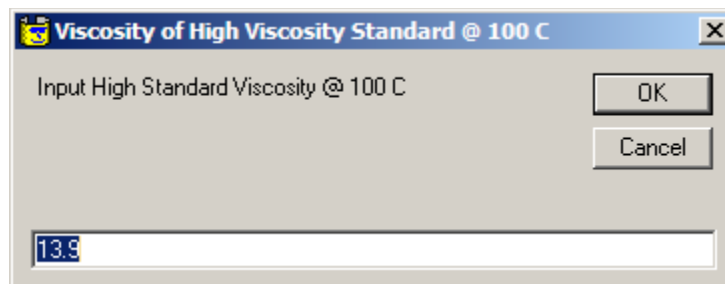 Viscosity of High Viscosity Standard @ 100 C
Input High Standard Viscosity @ 100 C
OK
Cancel
13.9